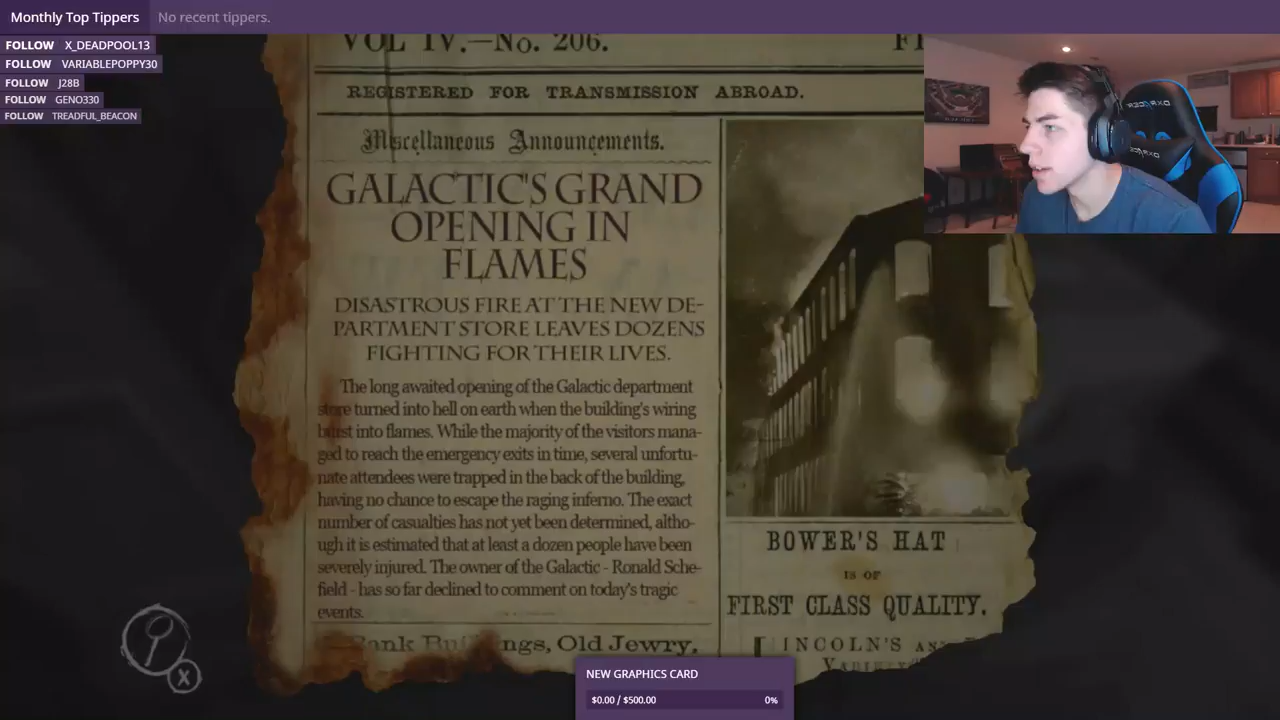 Monthly Top Tippers No recent tippers.
FOLLOW X_DEADPOOL13
FOLLOW VARIABLEPOPPY30
FOLLOW J28B
FOLLOW GENO330
FOLLOW TREADFUL_BEACON
VOL IV.—No. 206.
REGISTERED FOR TRANSMISSION ABROAD.
Miscellaneous Announcements.
GALACTIC'S GRAND
OPENING IN
FLAMES
DISASTROUS FIRE AT THE NEW DE-
PARTMENT STORE LEAVES DOZENS
FIGHTING FOR THEIR LIVES.
The long awaited opening of the Galactic department
store turned into hell on earth when the building's wiring
burst into flames. While the majority of the visitors mana-
ged to reach the emergency exits in time, several unfortu-
nate attendees were trapped in the back of the building,
having no chance to escape the raging inferno. The exact
number of casualties has not yet been determined, altho-
ugh it is estimated that at least a dozen people have been
severely injured. The owner of the Galactic - Ronald Sche-
field - has so far declined to comment on today's tragic
events.
Bank Buildings, Old Jewry,
BOWER'S HAT
IS OF
FIRST CLASS QUALITY.
LINCOLN'S
X
NEW GRAPHICS CARD
$0.00 / $500.00 0%
DXRACER
DXRACER